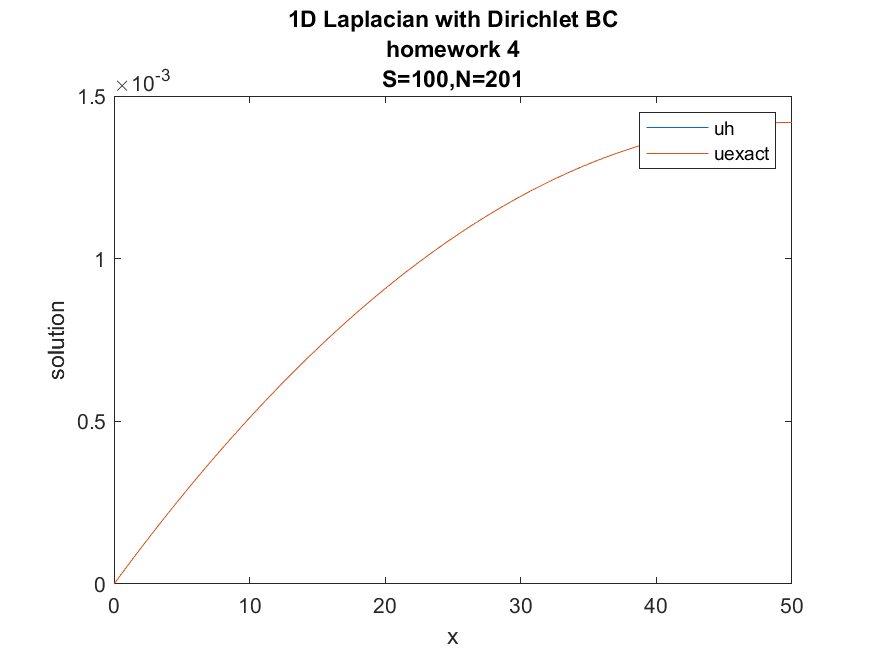 1D Laplacian with Dirichlet BC
homework 4
S=100,N=201
×10-3
1.5
1
0.5
0
solution
uh
uexact
0 10 20 30 40 50
x